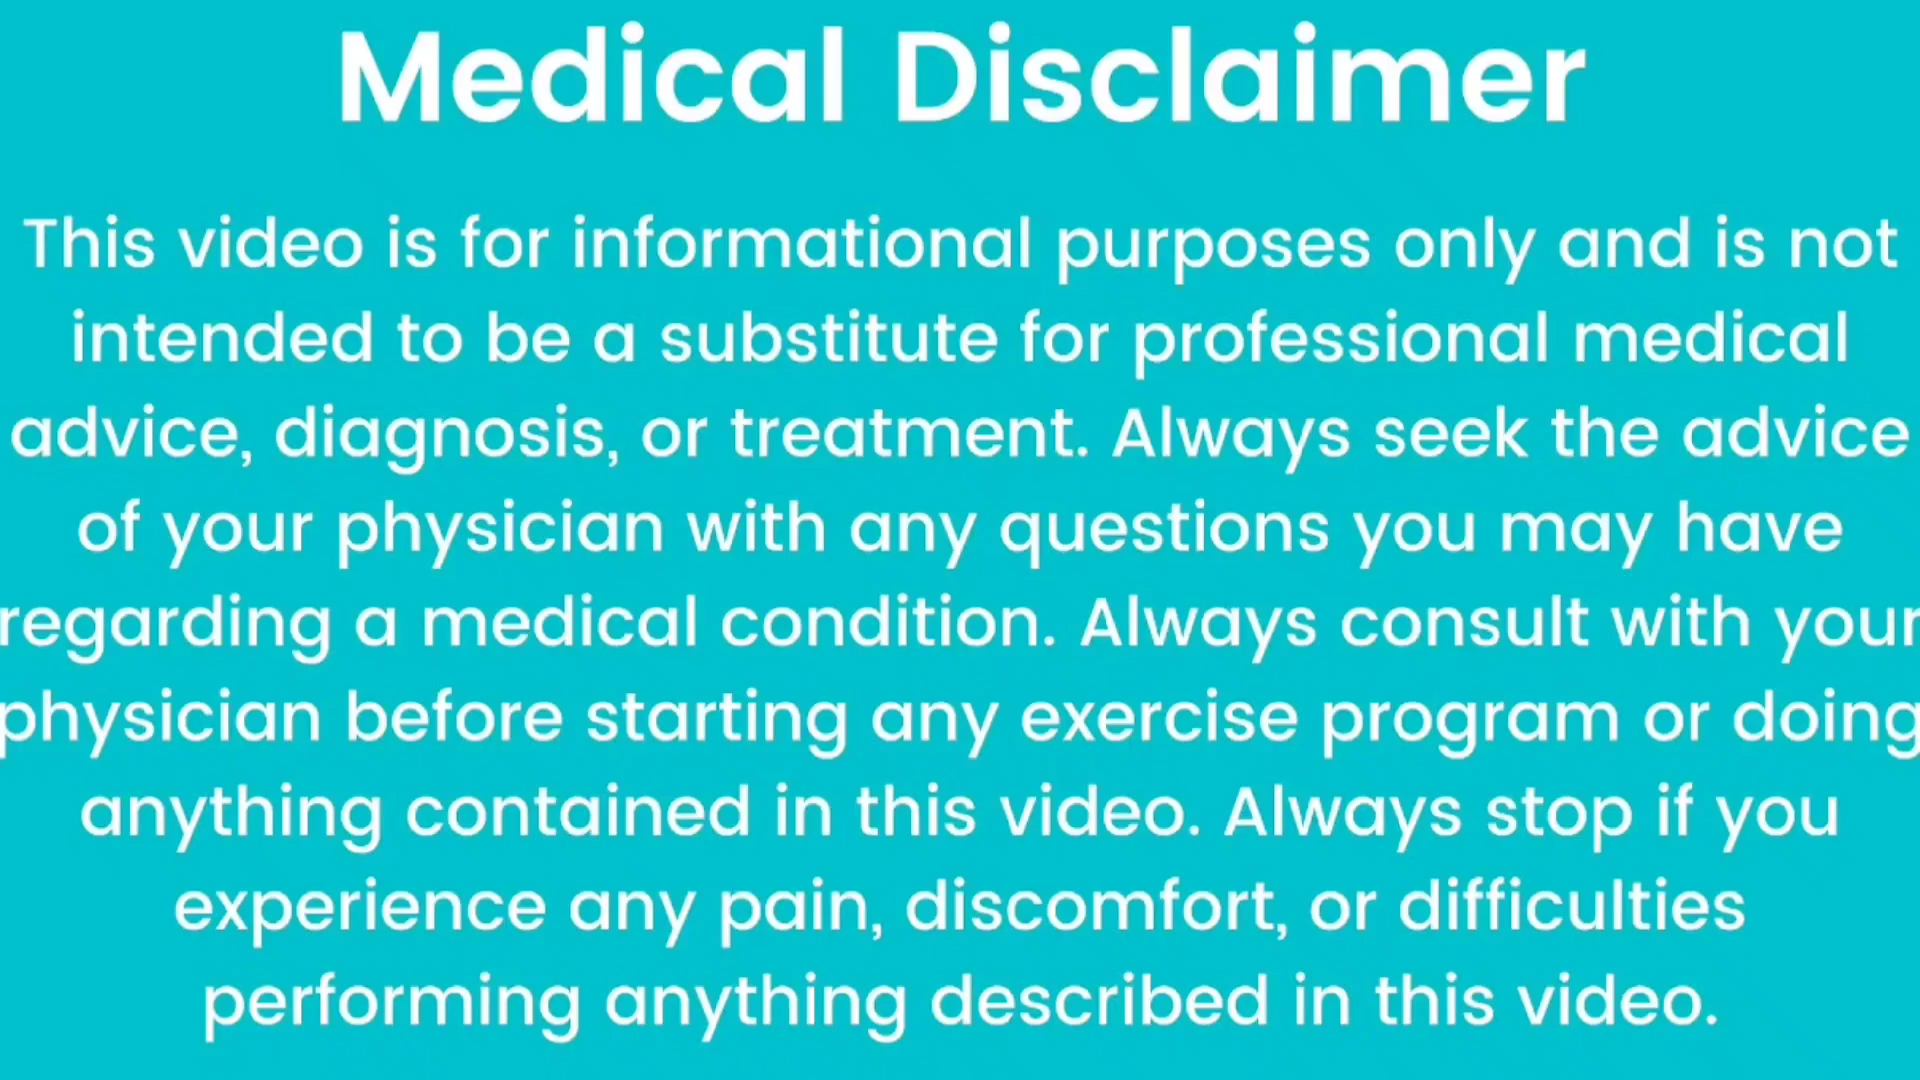 Medical Disclaimer
This video is for informational purposes only and is not
intended to be a substitute for professional medical
advice, diagnosis, or treatment. Always seek the advice
of your physician with any questions you may have
regarding a medical condition. Always consult with your
physician before starting any exercise program or doing
anything contained in this video. Always stop if you
experience any pain, discomfort, or difficulties
performing anything described in this video.